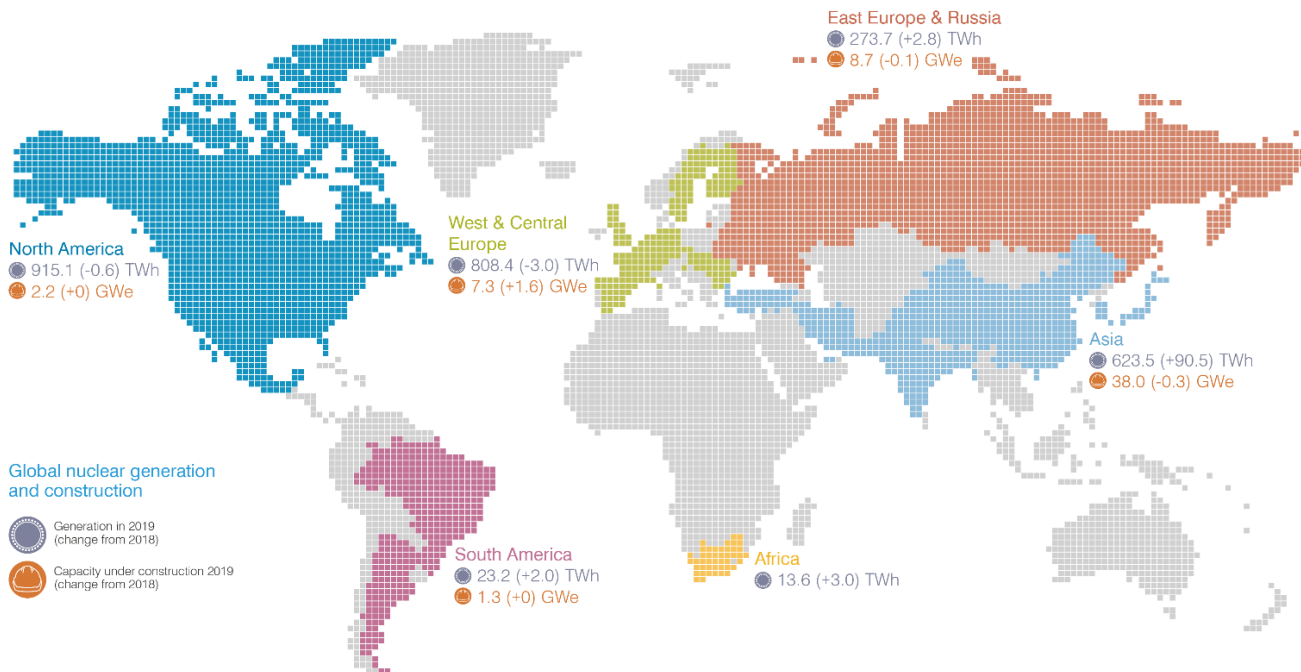 East Europe & Russia
273.7 (+2.8) TWh
8.7 (-0.1) GWe
North America
915.1 (-0.6) TWh
2.2 (+0) GWe
West & Central
Europe
808.4 (-3.0) TWh
7.3 (+1.6) GWe
Asia
623.5 (+90.5) TWh
38.0 (-0.3) GWe
Global nuclear generation
and construction
Generation in 2019
(change from 2018)
Capacity under construction 2019
(change from 2018)
South America
23.2 (+2.0) TWh
1.3 (+0) GWe
Africa
13.6 (+3.0) TWh